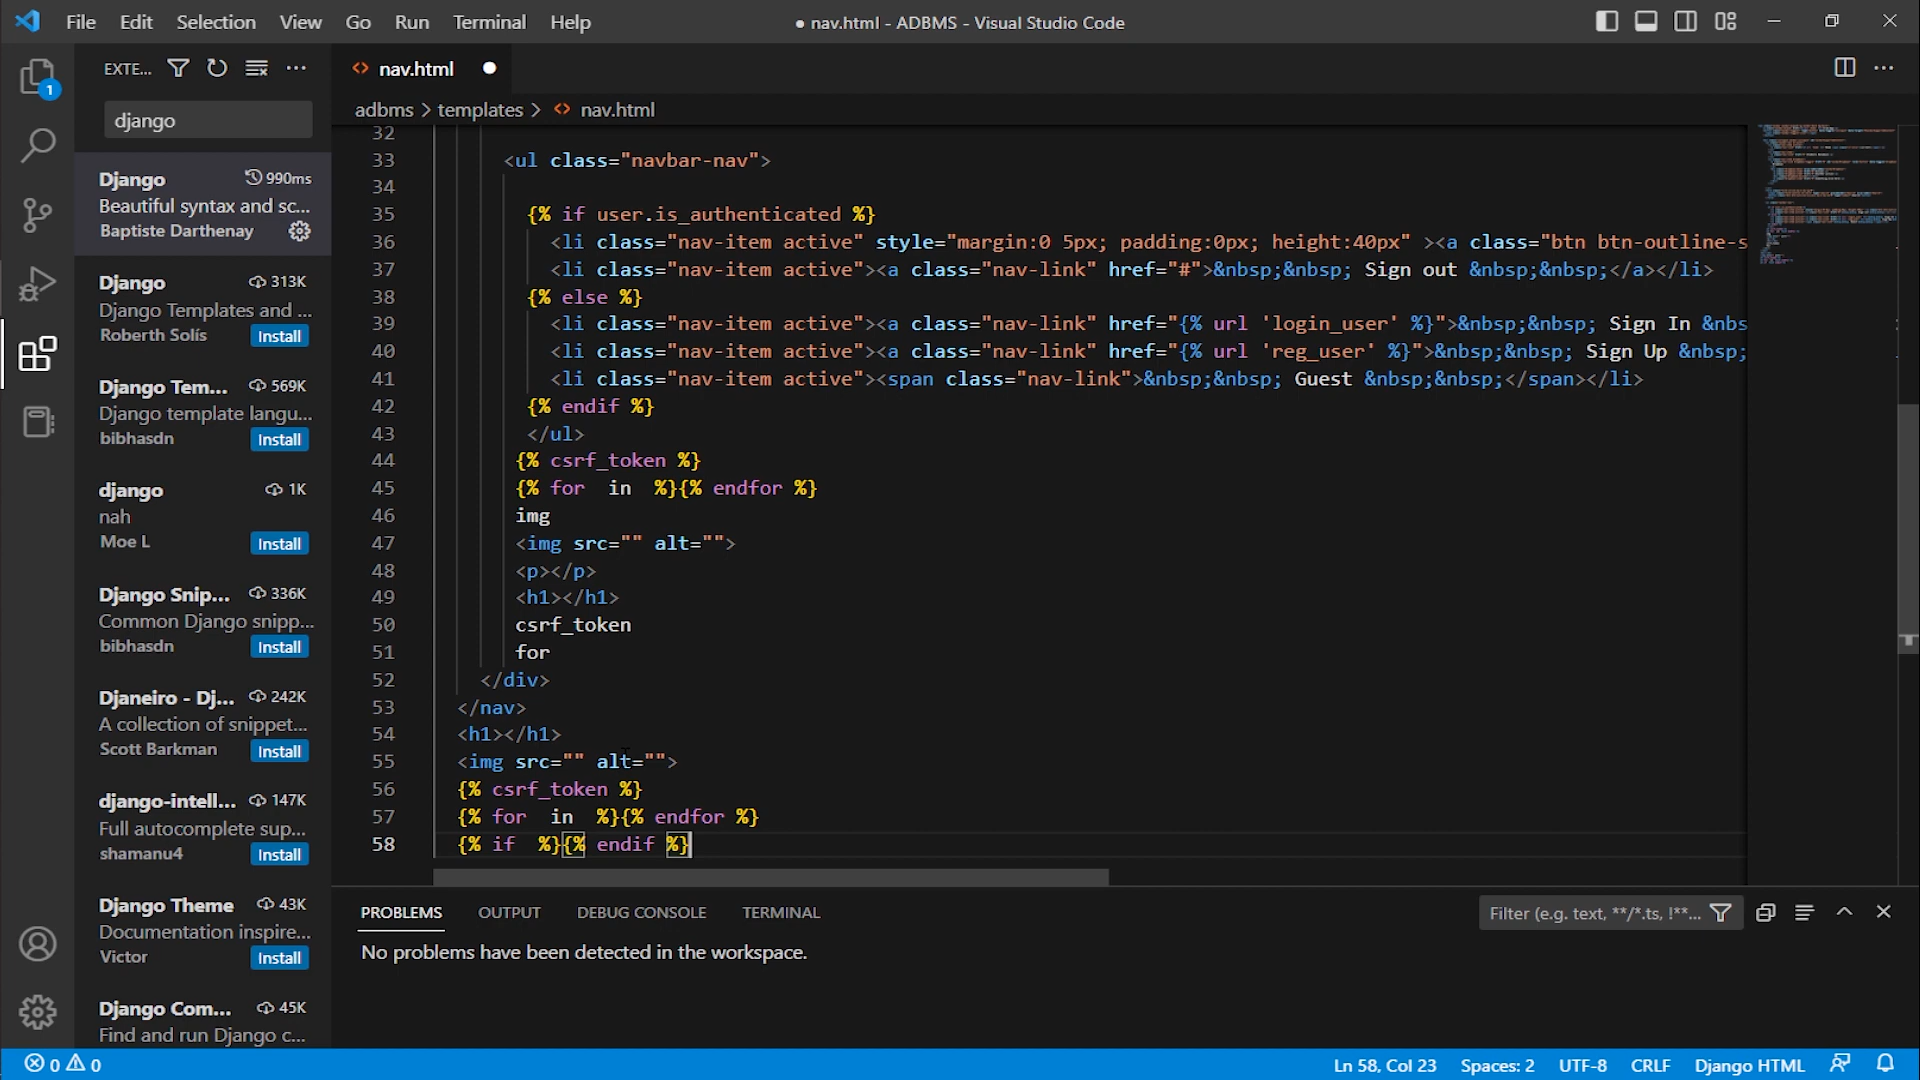 File Edit Selection View Go Run Terminal Help
● nav.html - ADBMS - Visual Studio Code
EXTE...
nav.html
1
django
adbms > templates > nav.html
Django 990ms
Beautiful syntax and sc...
Baptiste Darthenay
Django 313K
Django Templates and ...
Roberth Solís Install
Django Tem... 569K
Django template langu...
bibhasdn Install
django 1K
nah
Moe L Install
Django Snip... 336K
Common Django snipp...
bibhasdn Install
Djaneiro - Dj... 242K
A collection of snippet...
Scott Barkman Install
django-intell... 147K
Full autocomplete sup...
shamanu4 Install
Django Theme 43K
Documentation inspire...
Victor Install
Django Com... 45K
Find and run Django c...
32
33 <ul class="navbar-nav">
34
35 {% if user.is_authenticated %}
36 <li class="nav-item active" style="margin:0 5px; padding:0px; height:40px" ><a class="btn btn-outline-s
37 <li class="nav-item active"><a class="nav-link" href="#">&nbsp;&nbsp; Sign out &nbsp;&nbsp;</a></li>
38 {% else %}
39 <li class="nav-item active"><a class="nav-link" href="{% url 'login_user' %}">&nbsp;&nbsp; Sign In &nbs
40 <li class="nav-item active"><a class="nav-link" href="{% url 'reg_user' %}">&nbsp;&nbsp; Sign Up &nbsp;
41 <li class="nav-item active"><span class="nav-link">&nbsp;&nbsp; Guest &nbsp;&nbsp;</span></li>
42 {% endif %}
43 </ul>
44 {% csrf_token %}
45 {% for  in  %}{% endfor %}
46 img
47 <img src="" alt="">
48 <p></p>
49 <h1></h1>
50 csrf_token
51 for
52 </div>
53 </nav>
54 <h1></h1>
55 <img src="" alt="">
56 {% csrf_token %}
57 {% for  in  %}{% endfor %}
58 {% if  %}{% endif %}
PROBLEMS OUTPUT DEBUG CONSOLE TERMINAL
Filter (e.g. text, **/*.ts, !**...
No problems have been detected in the workspace.
0 0
Ln 58, Col 23 Spaces: 2 UTF-8 CRLF Django HTML